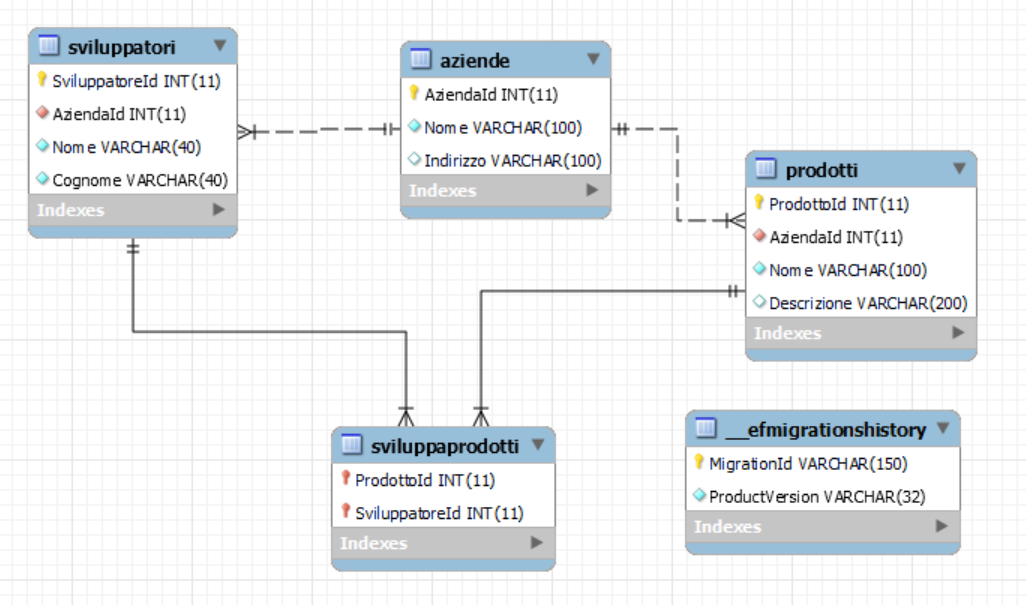 sviluppatori
SviluppatoreId INT(11)
AziendaId INT(11)
Nome VARCHAR(40)
Cognome VARCHAR(40)
Indexes
aziende
AziendaId INT(11)
Nome VARCHAR(100)
Indirizzo VARCHAR(100)
Indexes
prodotti
ProdottoId INT(11)
AziendaId INT(11)
Nome VARCHAR(100)
Descrizione VARCHAR(200)
Indexes
sviluppaprodotti
ProdottoId INT(11)
SviluppatoreId INT(11)
Indexes
__efmigrationshistory
MigrationId VARCHAR(150)
ProductVersion VARCHAR(32)
Indexes